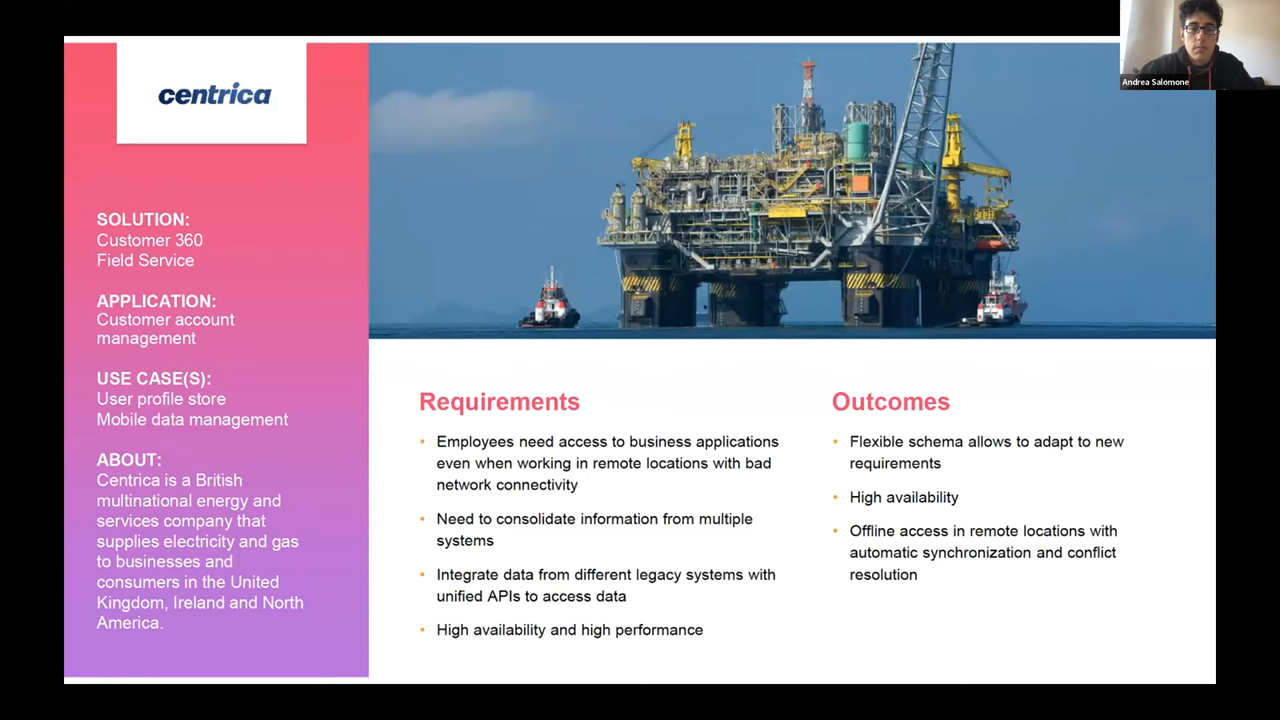 centrica
SOLUTION:
Customer 360
Field Service
APPLICATION:
Customer account
management
USE CASE(S):
User profile store
Mobile data management
ABOUT:
Centrica is a British
multinational energy and
services company that
supplies electricity and gas
to businesses and
consumers in the United
Kingdom, Ireland and North
America.
Requirements
• Employees need access to business applications
even when working in remote locations with bad
network connectivity
• Need to consolidate information from multiple
systems
• Integrate data from different legacy systems with
unified APIs to access data
• High availability and high performance
Outcomes
• Flexible schema allows to adapt to new
requirements
• High availability
• Offline access in remote locations with
automatic synchronization and conflict
resolution
Andrea Salomone